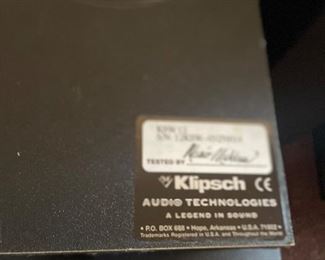 TESTED BY
Klipsch CE
AUDIO TECHNOLOGIES
A LEGEND IN SOUND
• P.O. BOX 688 • Hope, Arkansas • U.S.A. 71802 •
Trademarks Registered in U.S.A. and Throughout the World